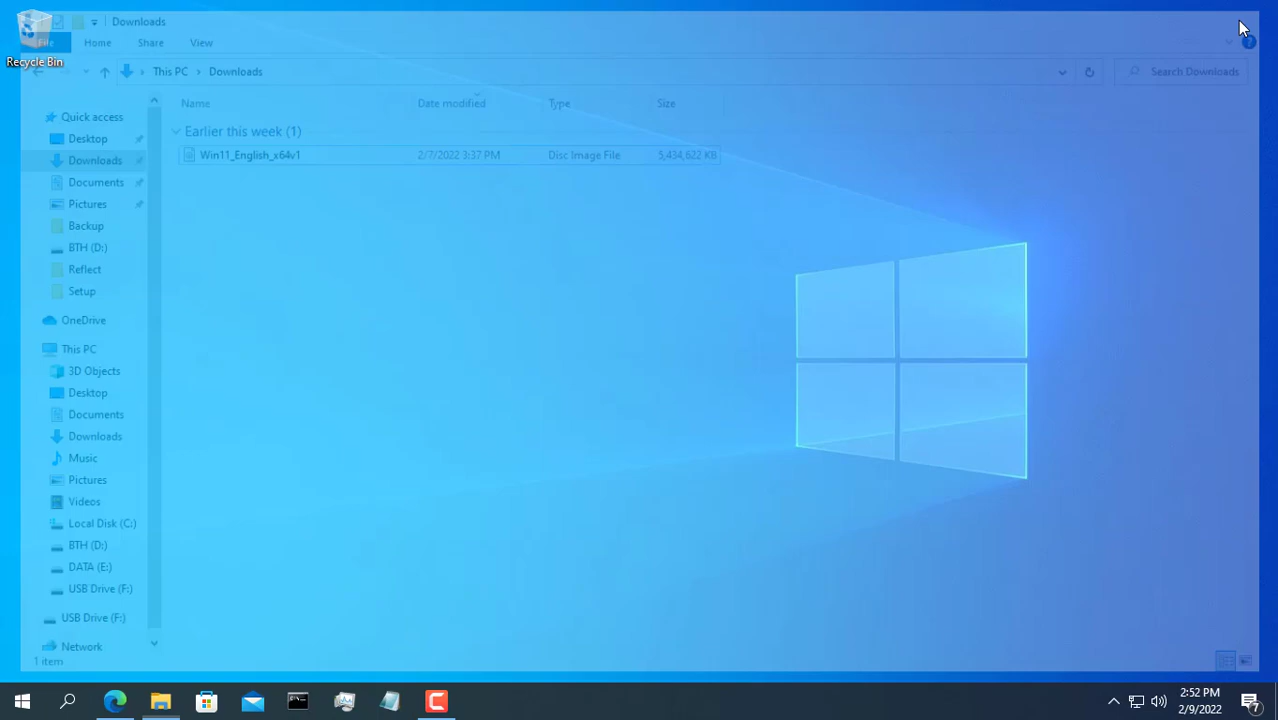 Downloads
Recycle Bin
File Home Share View
This PC Downloads
Search Downloads
Name Date modified Type Size
Earlier this week (1)
Win11_English_x64v1 2/7/2022 3:37 PM Disc Image File 5,434,622 KB
Quick access
Desktop
Downloads
Documents
Pictures
Backup
BTH (D:)
Reflect
Setup
OneDrive
This PC
3D Objects
Desktop
Documents
Downloads
Music
Pictures
Videos
Local Disk (C:)
BTH (D:)
DATA (E:)
USB Drive (F:)
USB Drive (F:)
Network
1 item
2:52 PM
2/9/2022
7